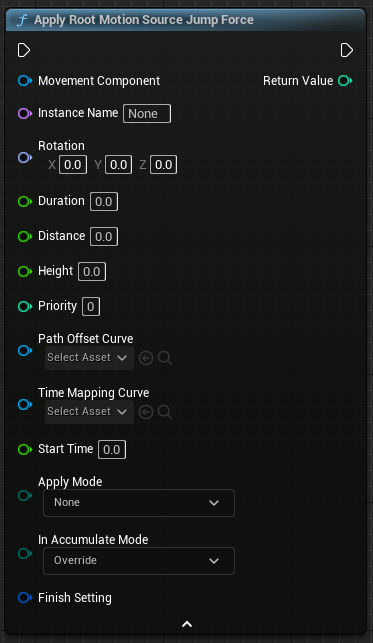 f Apply Root Motion Source Jump Force
Movement Component Return Value
Instance Name None
Rotation
X 0.0 Y 0.0 Z 0.0
Duration 0.0
Distance 0.0
Height 0.0
Priority 0
Path Offset Curve
Select Asset
Time Mapping Curve
Select Asset
Start Time 0.0
Apply Mode
None
In Accumulate Mode
Override
Finish Setting